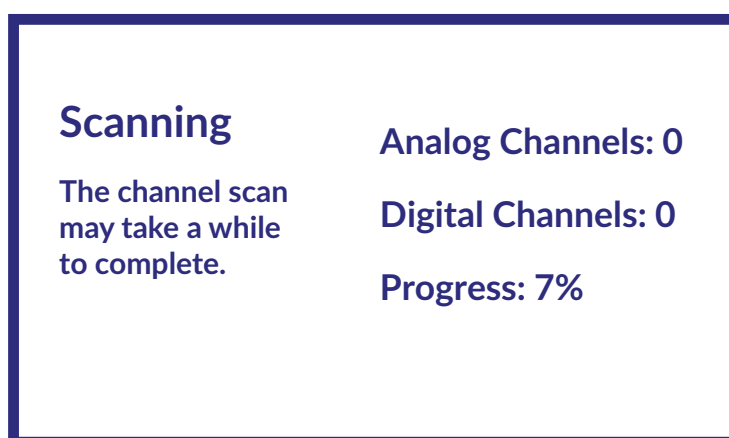 Scanning
The channel scan
may take a while
to complete.
Analog Channels: 0
Digital Channels: 0
Progress: 7%